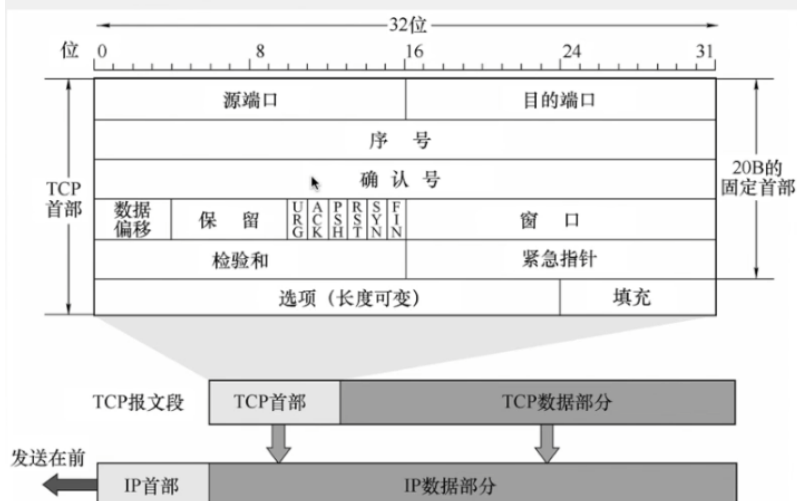 32位
位 0 8 16 24 31
源端口 目的端口
序 号
确 认 号
TCP
首部
20B的
固定首部
数据
偏移
保 留
URG ACK PSH RST SYN FIN
窗 口
检验和 紧急指针
选项（长度可变） 填充
TCP报文段 TCP首部 TCP数据部分
发送在前
IP首部 IP数据部分